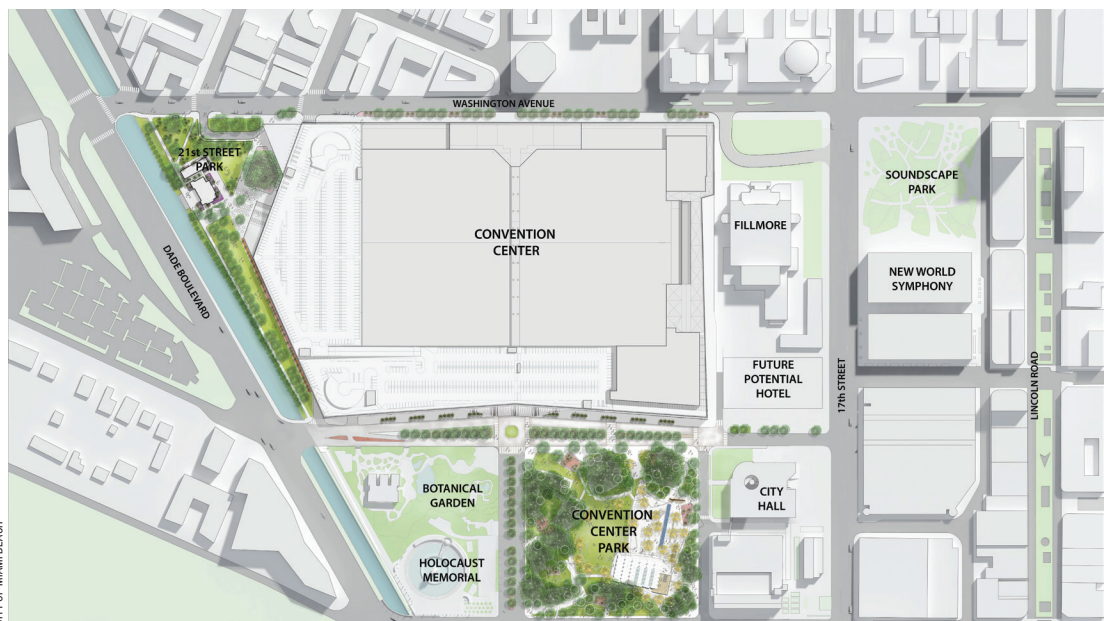 WASHINGTON AVENUE
21st STREET
PARK
SOUNDSCAPE
PARK
CONVENTION
CENTER
FILLMORE
DADE BOULEVARD
NEW WORLD
SYMPHONY
FUTURE
POTENTIAL
HOTEL
17th STREET
LINCOLN ROAD
BOTANICAL
GARDEN
CITY
HALL
CONVENTION
CENTER
PARK
HOLOCAUST
MEMORIAL